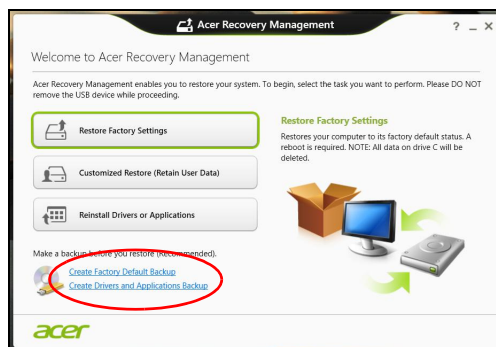 Acer Recovery Management
? _ X
Welcome to Acer Recovery Management
Acer Recovery Management enables you to restore your system. To begin, select the task you want to perform. Please DO NOT
remove the USB device while proceeding.
Restore Factory Settings
Customized Restore (Retain User Data)
Reinstall Drivers or Applications
Restore Factory Settings
Restores your computer to its factory default status. A
reboot is required. NOTE: All data on drive C will be
deleted.
Make a backup before you restore (Recommended).
Create Factory Default Backup
Create Drivers and Applications Backup
acer